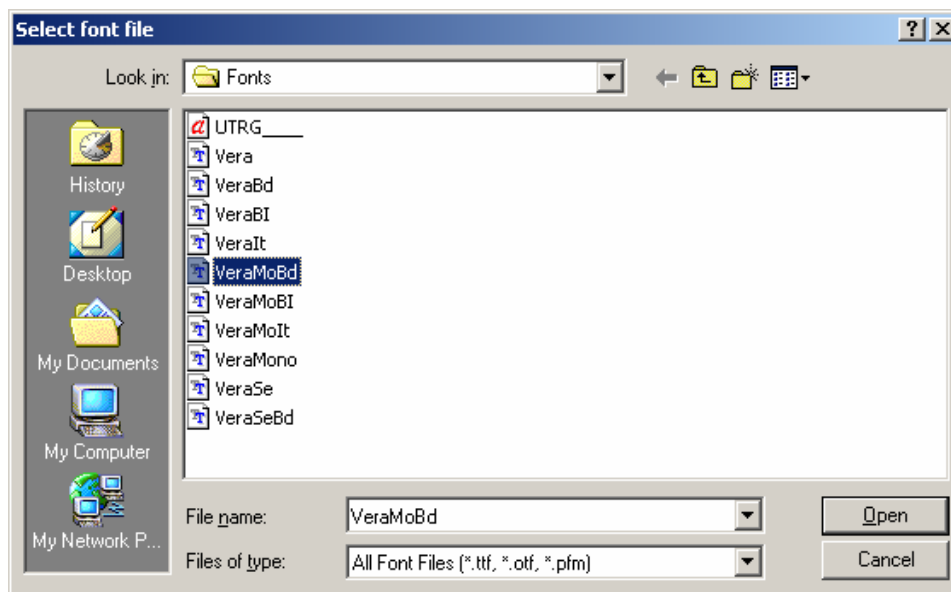 Select font file
Look in: Fonts
History
Desktop
My Documents
My Computer
My Network P...
UTRG____
Vera
VeraBd
VeraBI
VeraIt
VeraMoBd
VeraMoBI
VeraMoIt
VeraMono
VeraSe
VeraSeBd
File name: VeraMoBd Open
Files of type: All Font Files (*.ttf, *.otf, *.pfm) Cancel